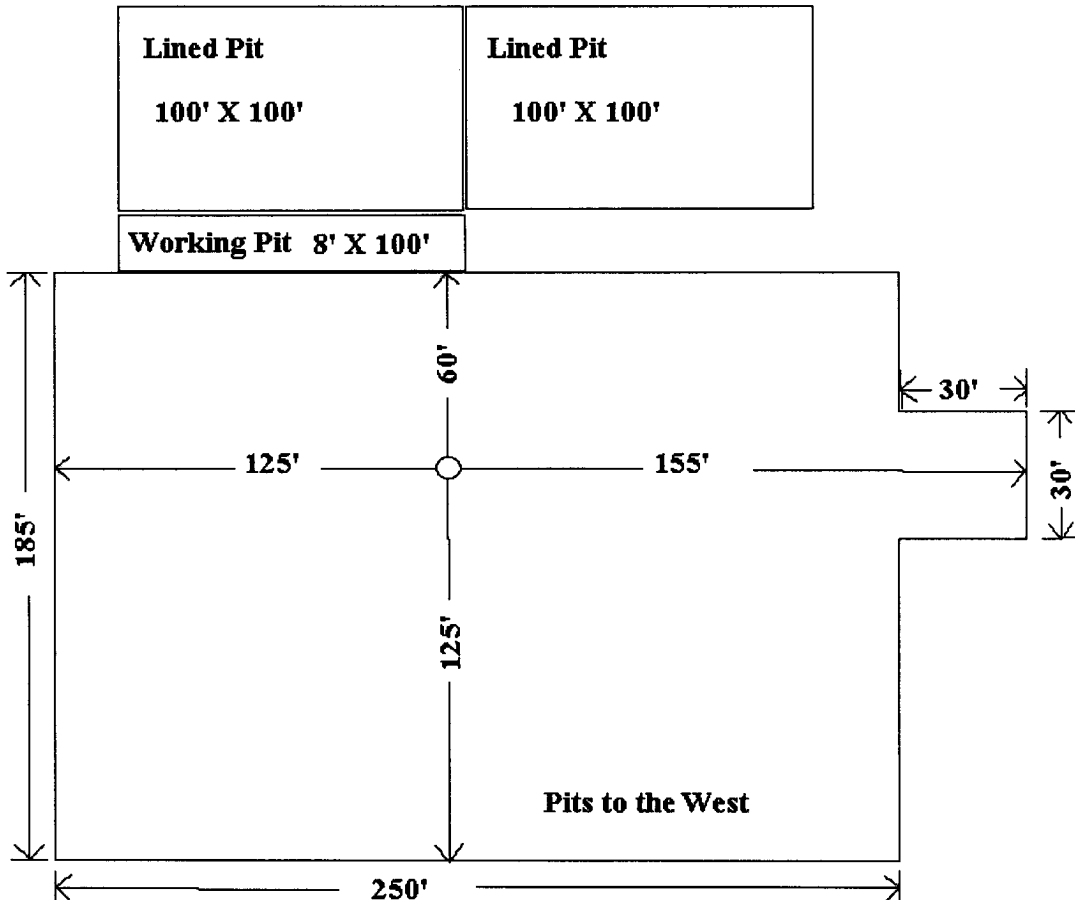 Lined Pit
100' X 100'
Lined Pit
100' X 100'
Working Pit 8' X 100'
60'
30'
125'
155'
30'
185'
125'
Pits to the West
250'